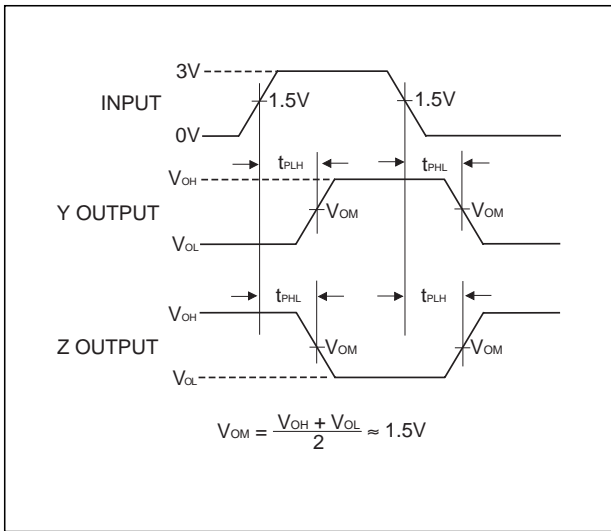 3V
INPUT
1.5V
1.5V
0V
tPLH
tPHL
VOH
Y OUTPUT
VOM
VOM
VOL
tPHL
tPLH
VOH
Z OUTPUT
VOM
VOM
VOL
VOM = VOH + VOL / 2 ≈ 1.5V